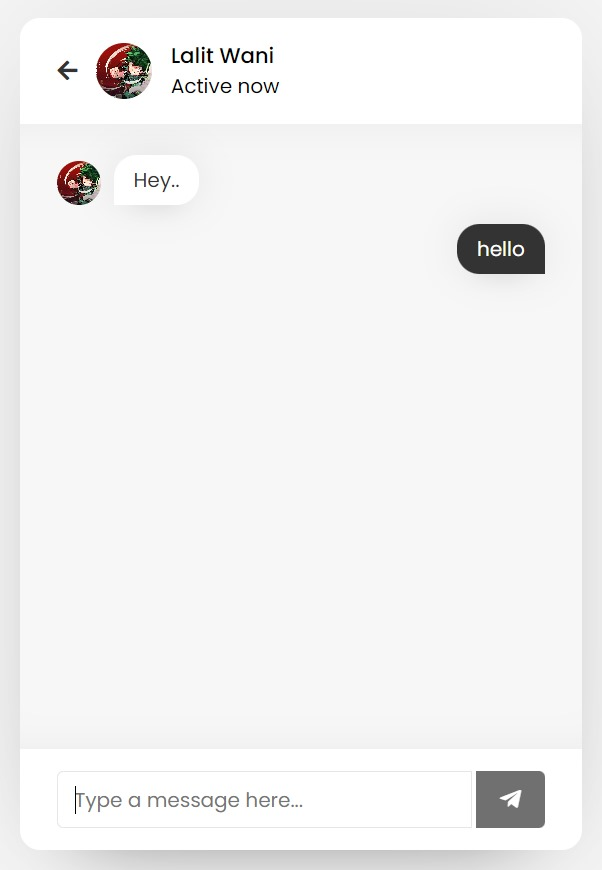 Lalit Wani
Active now
Hey..
hello
Type a message here...